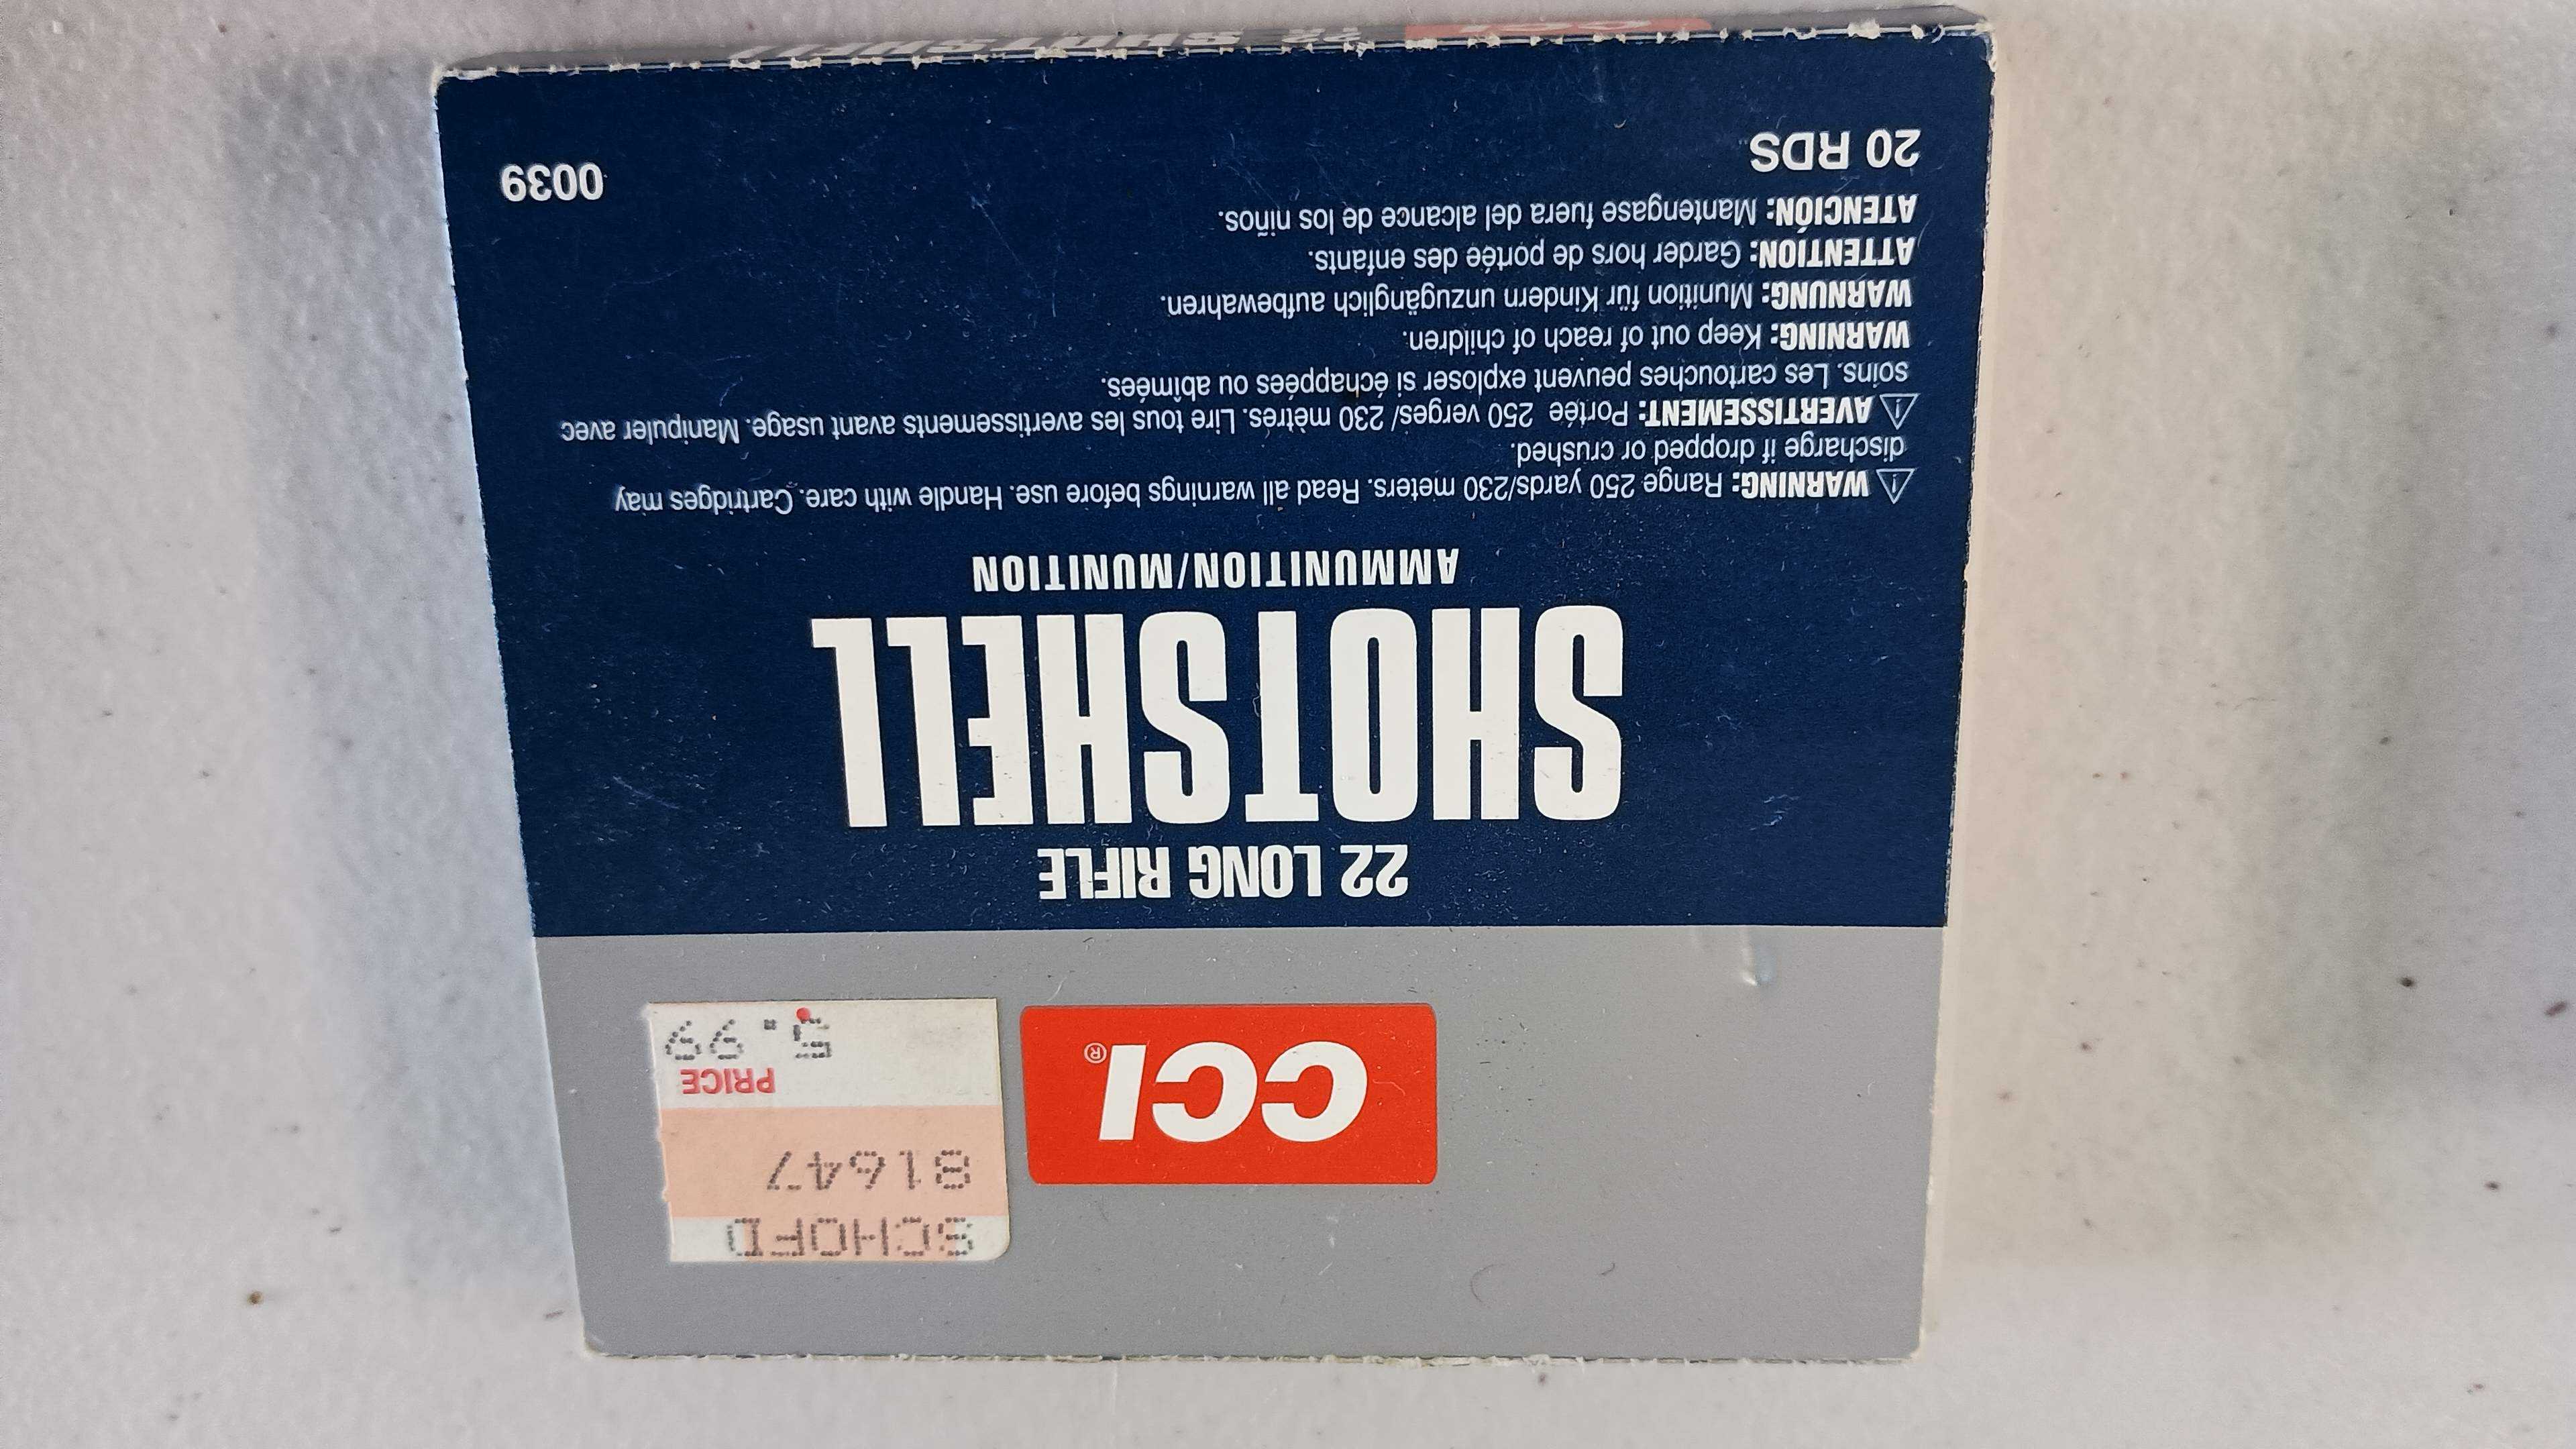 SCHOFD
81647
PRICE
5.99
CCI®
22 LONG RIFLE
SHOTSHELL
AMMUNITION/MUNITION
WARNING: Range 250 yards/230 meters. Read all warnings before use. Handle with care. Cartridges may
discharge if dropped or crushed.
AVERTISSEMENT: Portée 250 verges/ 230 mètres. Lire tous les avertissements avant usage. Manipuler avec
soins. Les cartouches peuvent exploser si échappées ou abîmées.
WARNING: Keep out of reach of children.
WARNUNG: Munition für Kindern unzugänglich aufbewahren.
ATTENTION: Garder hors de portée des enfants.
ATENCIÓN: Mantengase fuera del alcance de los niños.
20 RDS
0039
CCI
22 SHOTSHELL